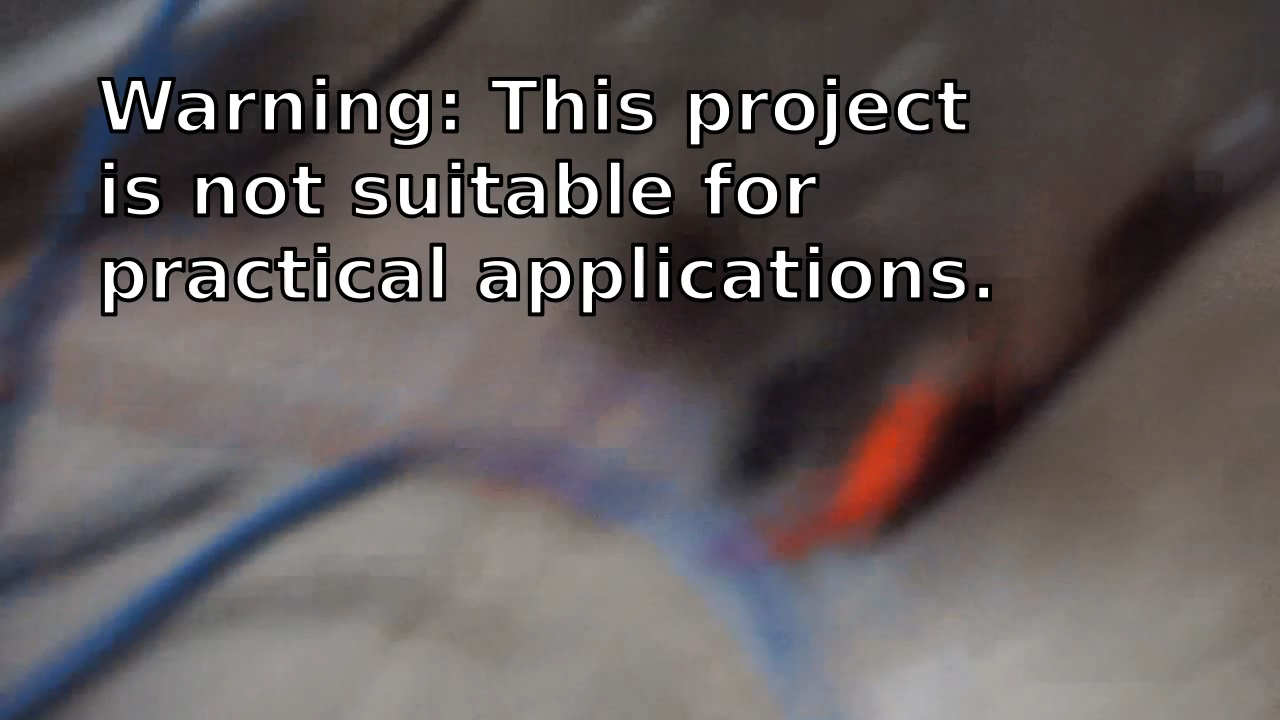 Warning: This project
is not suitable for
practical applications.